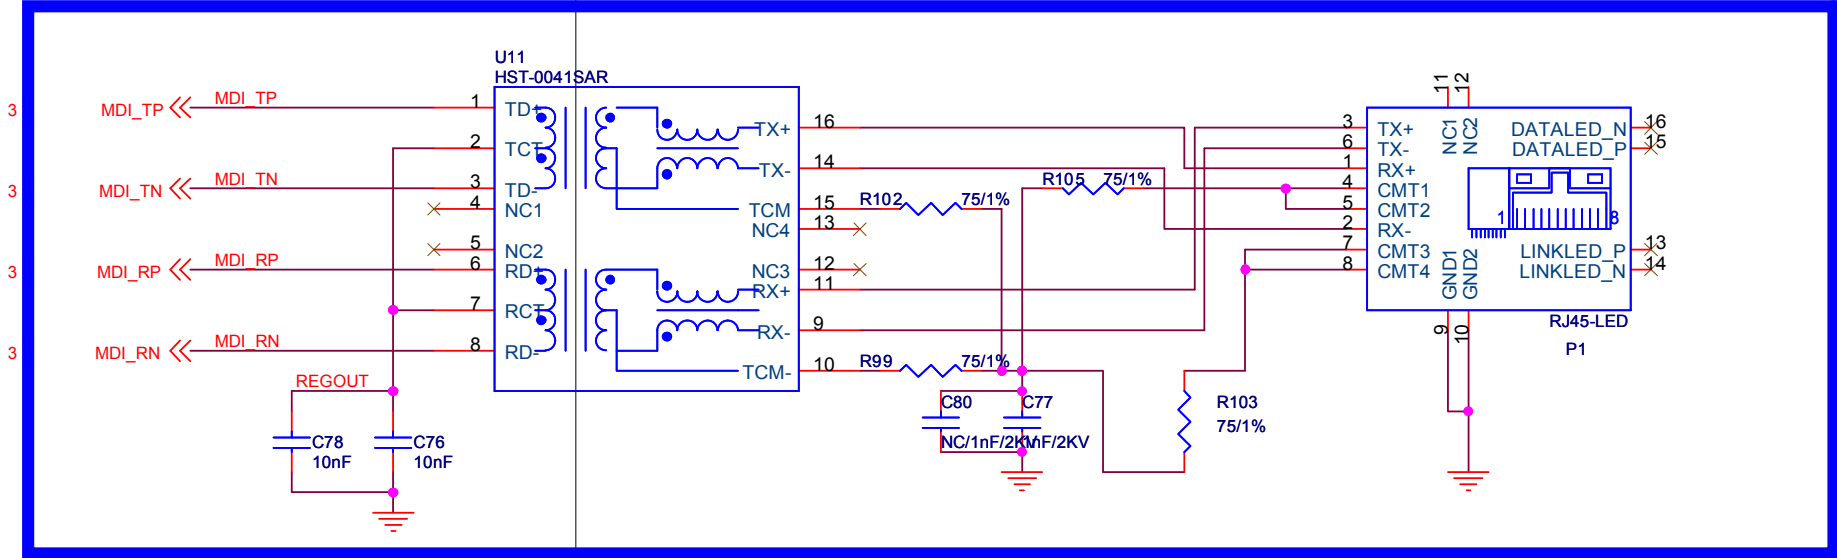 U11
HST-0041SAR
3 MDI_TP MDI_TP 1 TD+
2 TCT
3 MDI_TN MDI_TN 3 TD-
4 NC1
5 NC2
3 MDI_RP MDI_RP 6 RD+
7 RCT
3 MDI_RN MDI_RN 8 RD-
REGOUT
C78
10nF
C76
10nF
TX+ 16
TX- 14
TCM 15
NC4 13
NC3 12
RX+ 11
RX- 9
TCM- 10
R102 75/1%
R105 75/1%
R99 75/1%
C80
NC/1nF/2KV
C77
1nF/2KV
R103
75/1%
11 NC1
12 NC2
3 TX+
6 TX-
1 RX+
4 CMT1
5 CMT2
2 RX-
7 CMT3
8 CMT4
DATALED_N 16
DATALED_P 15
1 8
LINKLED_P 13
LINKLED_N 14
GND1 9
GND2 10
RJ45-LED
P1